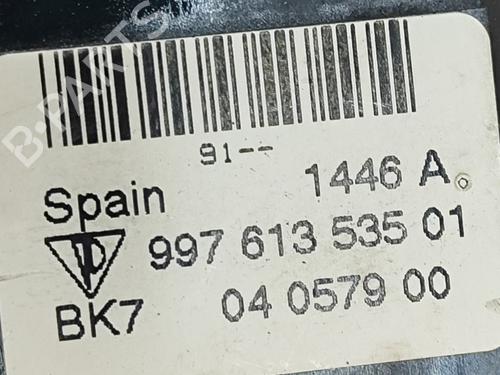 B-PARTS
91--
1446 A
Spain
997 613 535 01
BK7
04 0579 00